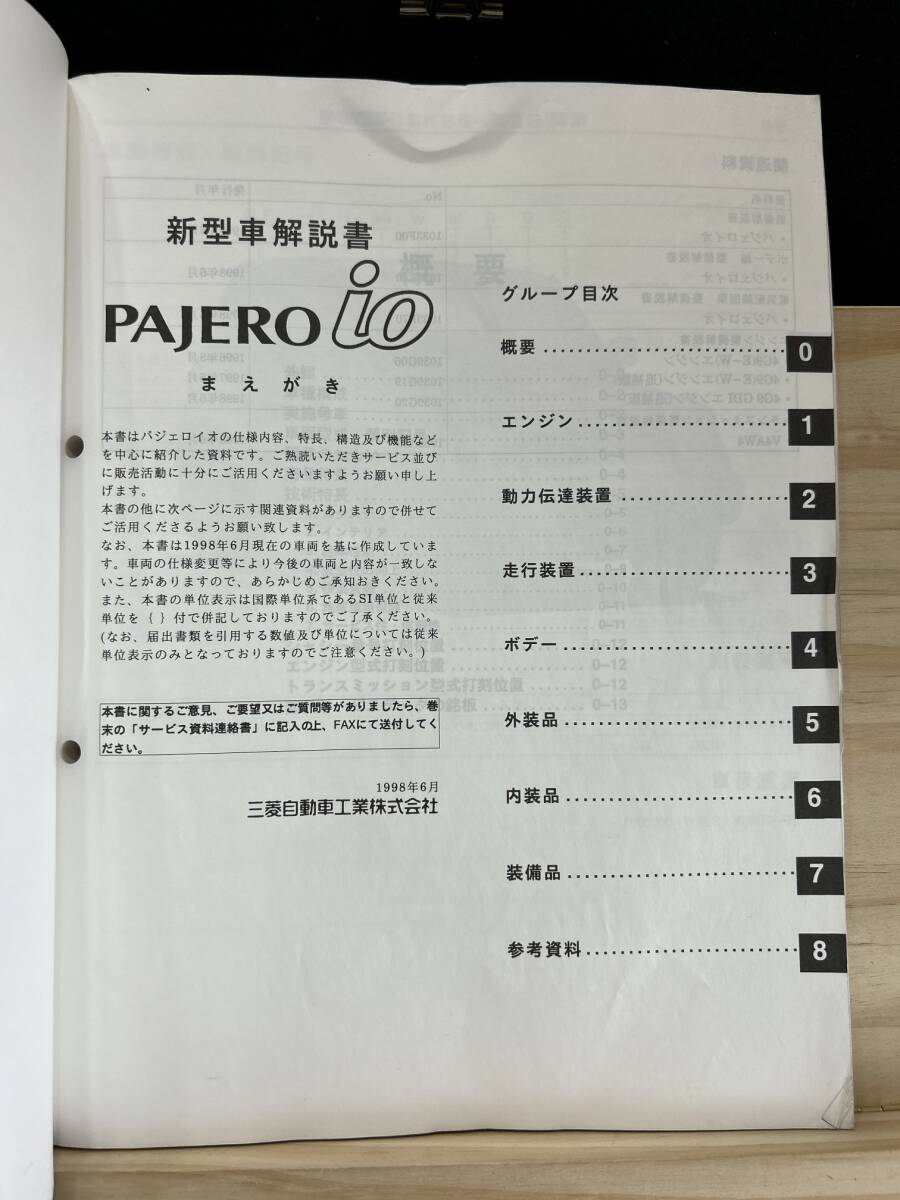 新型車解説書
PAJERO io
まえがき
本書はパジェロイオの仕様内容、特長、構造及び機能など
を中心に紹介した資料です。ご熟読いただきサービス並び
に販売活動に十分にご活用くださいますようお願い申し上
げます。
本書の他に次ページに示す関連資料がありますので併せて
ご活用くださるようお願い致します。
なお、本書は1998年6月現在の車両を基に作成していま
す。車両の仕様変更等により今後の車両と内容が一致しな
いことがありますので、あらかじめご承知おきください。
また、本書の単位表示は国際単位系であるSI単位と従来
単位を { } 付で併記しておりますのでご了承ください。
(なお、届出書類を引用する数値及び単位については従来
単位表示のみとなっておりますのでご注意ください。)
本書に関するご意見、ご要望又はご質問等がありましたら、巻
末の「サービス資料連絡書」に記入の上、FAXにて送付してく
ださい。
1998年6月
三菱自動車工業株式会社
グループ目次
概要 0
エンジン 1
動力伝達装置 2
走行装置 3
ボデー 4
外装品 5
内装品 6
装備品 7
参考資料 8